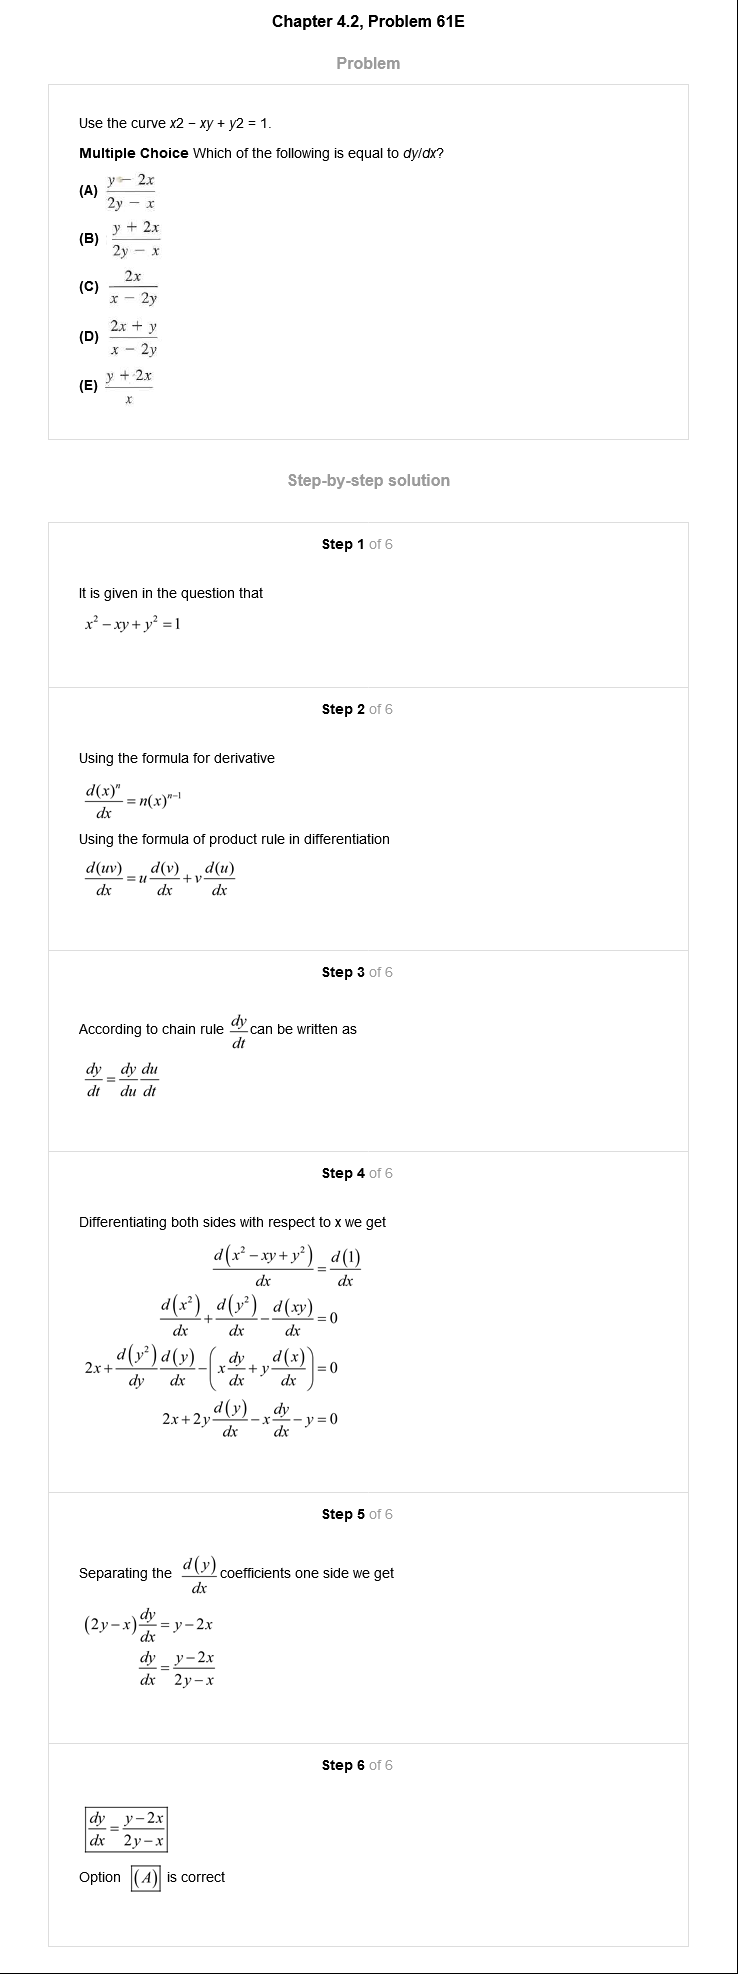 Chapter 4.2, Problem 61E
Problem
Use the curve x2 − xy + y2 = 1.
Multiple Choice Which of the following is equal to dy/dx?
(A) \frac{y - 2x}{2y - x}
(B) \frac{y + 2x}{2y - x}
(C) \frac{2x}{x - 2y}
(D) \frac{2x + y}{x - 2y}
(E) \frac{y + 2x}{x}
Step-by-step solution
Step 1 of 6
It is given in the question that
x^2 - xy + y^2 = 1
Step 2 of 6
Using the formula for derivative
\frac{d(x)^n}{dx} = n(x)^{n-1}
Using the formula of product rule in differentiation
\frac{d(uv)}{dx} = u\frac{d(v)}{dx} + v\frac{d(u)}{dx}
Step 3 of 6
According to chain rule \frac{dy}{dt} can be written as
\frac{dy}{dt} = \frac{dy}{du}\frac{du}{dt}
Step 4 of 6
Differentiating both sides with respect to x we get
\frac{d(x^2 - xy + y^2)}{dx} = \frac{d(1)}{dx}
\frac{d(x^2)}{dx} + \frac{d(y^2)}{dx} - \frac{d(xy)}{dx} = 0
2x + \frac{d(y^2)}{dy}\frac{d(y)}{dx} - \left(x\frac{dy}{dx} + y\frac{d(x)}{dx}\right) = 0
2x + 2y\frac{d(y)}{dx} - x\frac{dy}{dx} - y = 0
Step 5 of 6
Separating the \frac{d(y)}{dx} coefficients one side we get
(2y - x)\frac{dy}{dx} = y - 2x
\frac{dy}{dx} = \frac{y - 2x}{2y - x}
Step 6 of 6
\frac{dy}{dx} = \frac{y - 2x}{2y - x}
Option (A) is correct